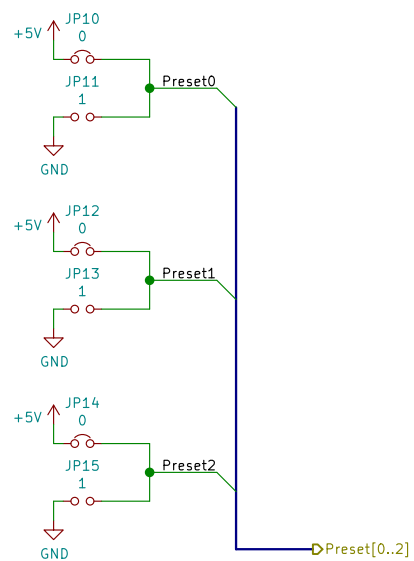 JP10
+5V
0
JP11
1
Preset0
GND
JP12
+5V
0
JP13
1
Preset1
GND
JP14
+5V
0
JP15
1
Preset2
GND
Preset[0..2]